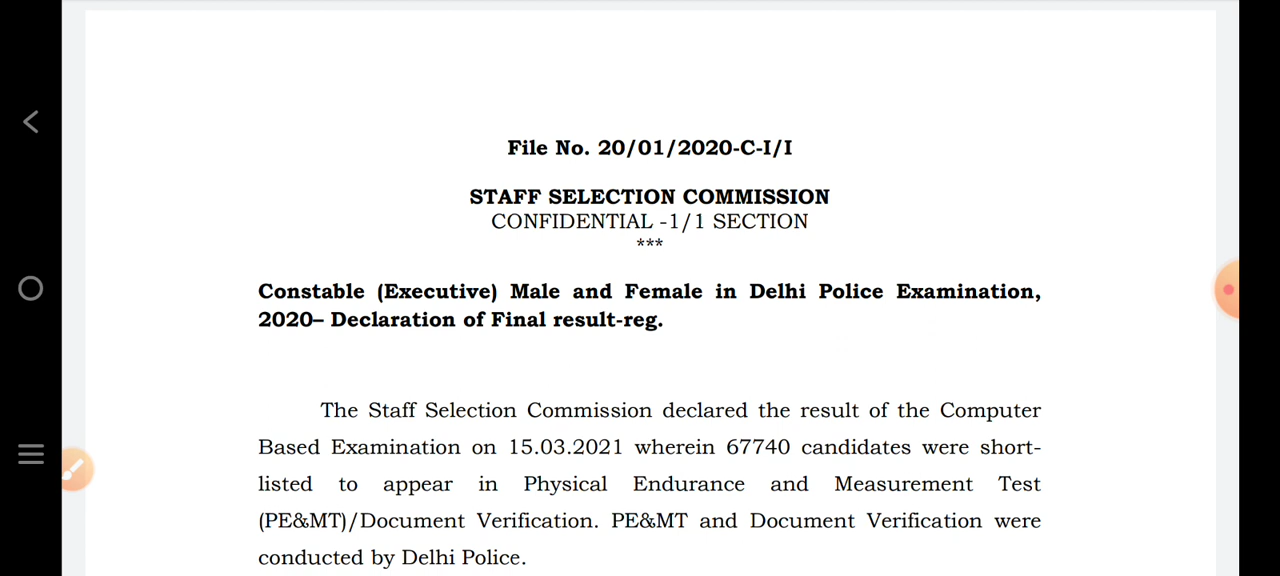 File No. 20/01/2020-C-I/I
STAFF SELECTION COMMISSION
CONFIDENTIAL -1/1 SECTION
***
Constable (Executive) Male and Female in Delhi Police Examination,
2020– Declaration of Final result-reg.
The Staff Selection Commission declared the result of the Computer
Based Examination on 15.03.2021 wherein 67740 candidates were short-
listed to appear in Physical Endurance and Measurement Test
(PE&MT)/Document Verification. PE&MT and Document Verification were
conducted by Delhi Police.